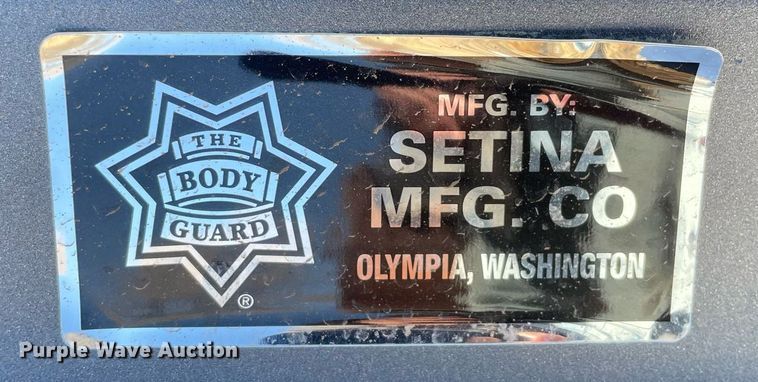 THE
BODY
GUARD
®
MFG. BY:
SETINA
MFG. CO
OLYMPIA, WASHINGTON
Purple Wave Auction